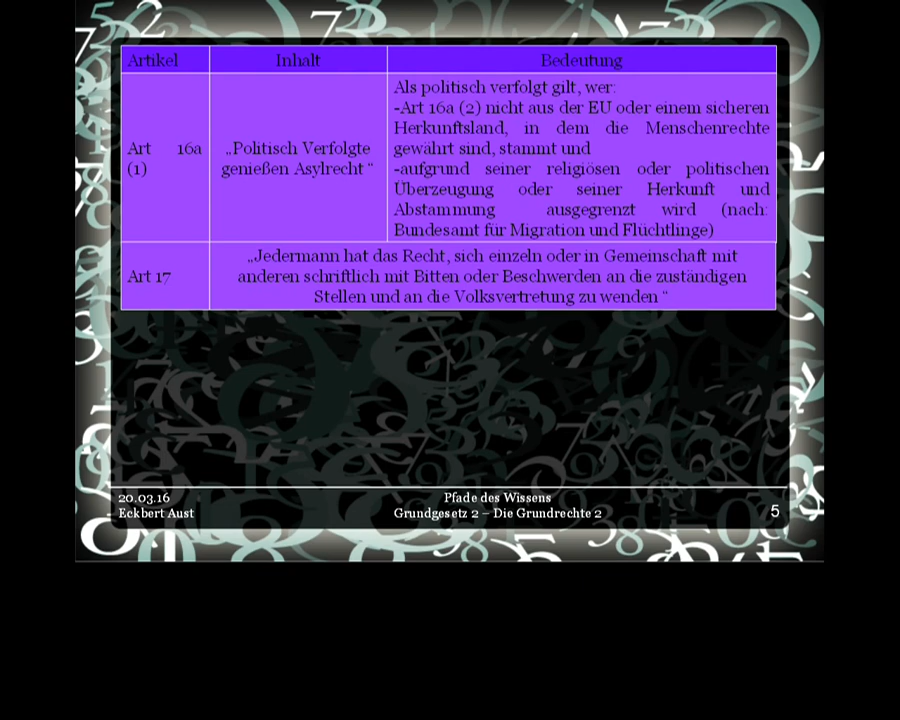 Artikel Inhalt Bedeutung
Art 16a
(1)
„Politisch Verfolgte
genießen Asylrecht “
Als politisch verfolgt gilt, wer:
-Art 16a (2) nicht aus der EU oder einem sicheren
Herkunftsland, in dem die Menschenrechte
gewährt sind, stammt und
-aufgrund seiner religiösen oder politischen
Überzeugung oder seiner Herkunft und
Abstammung ausgegrenzt wird (nach:
Bundesamt für Migration und Flüchtlinge)
Art 17
„Jedermann hat das Recht, sich einzeln oder in Gemeinschaft mit
anderen schriftlich mit Bitten oder Beschwerden an die zuständigen
Stellen und an die Volksvertretung zu wenden “
20.03.16
Eckbert Aust
Pfade des Wissens
Grundgesetz 2 – Die Grundrechte 2
5